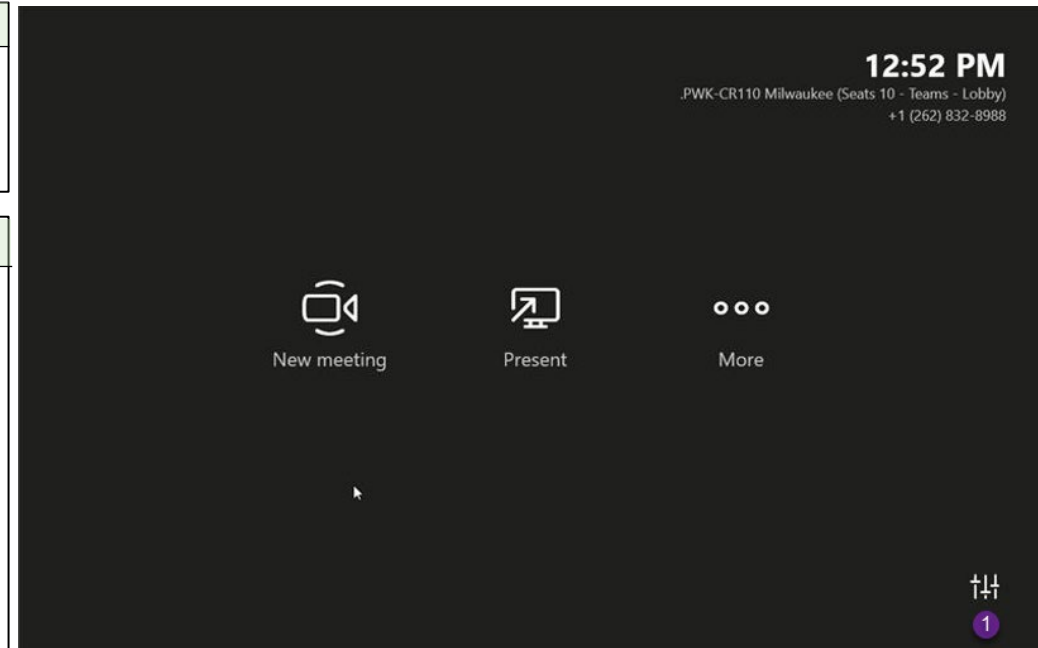 12:52 PM
.PWK-CR110 Milwaukee (Seats 10 - Teams - Lobby)
+1 (262) 832-8988
New meeting
Present
More
1